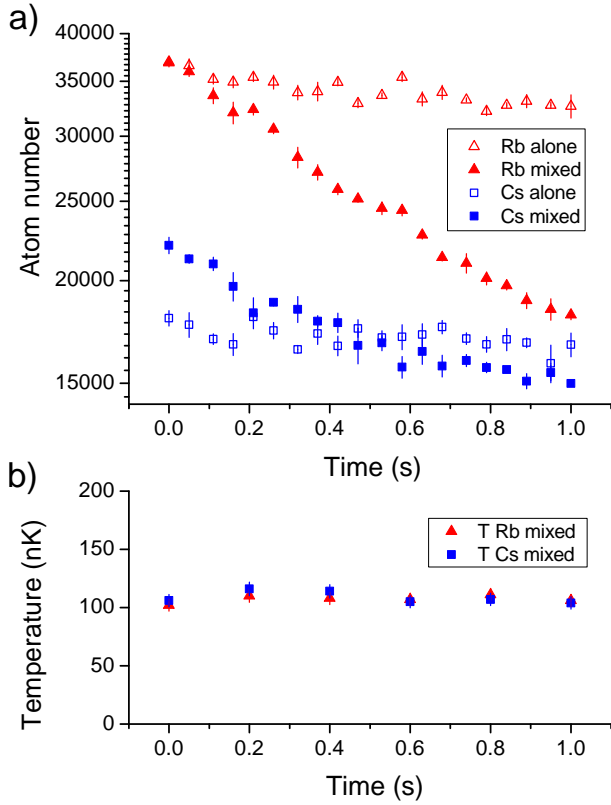 a)
40000
35000
30000
25000
20000
15000
Atom number
Rb alone
Rb mixed
Cs alone
Cs mixed
0.0 0.2 0.4 0.6 0.8 1.0
Time (s)
b)
200
150
100
50
0
Temperature (nK)
T Rb mixed
T Cs mixed
0.0 0.2 0.4 0.6 0.8 1.0
Time (s)